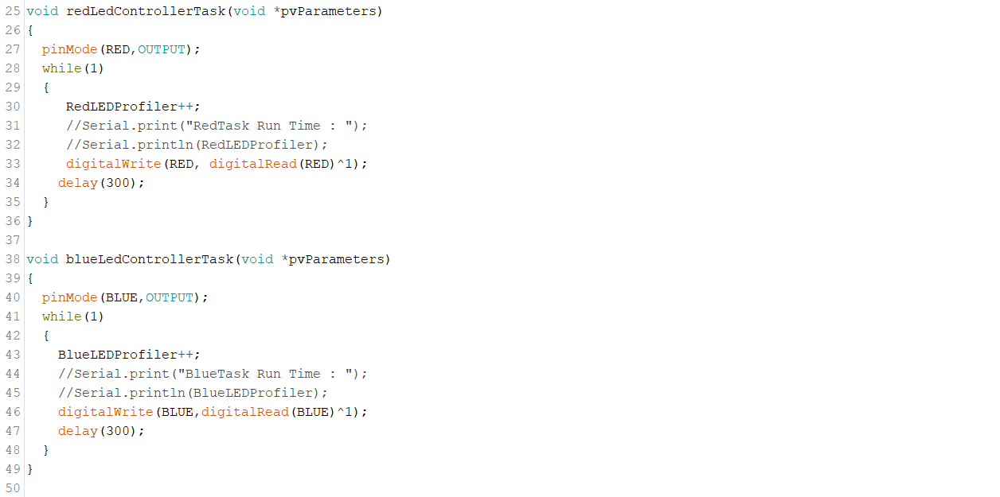 25 void redLedControllerTask(void *pvParameters)
26 {
27   pinMode(RED,OUTPUT);
28   while(1)
29   {
30      RedLEDProfiler++;
31      //Serial.print("RedTask Run Time : ");
32      //Serial.println(RedLEDProfiler);
33      digitalWrite(RED, digitalRead(RED)^1);
34     delay(300);
35   }
36 }
37
38 void blueLedControllerTask(void *pvParameters)
39 {
40   pinMode(BLUE,OUTPUT);
41   while(1)
42   {
43     BlueLEDProfiler++;
44     //Serial.print("BlueTask Run Time : ");
45     //Serial.println(BlueLEDProfiler);
46     digitalWrite(BLUE,digitalRead(BLUE)^1);
47     delay(300);
48   }
49 }
50